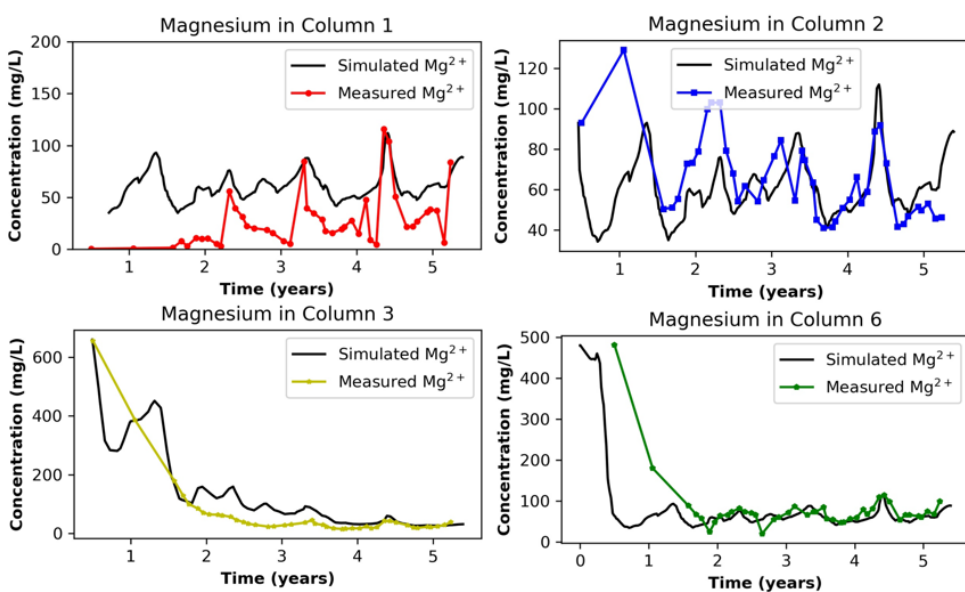 Magnesium in Column 1
Concentration (mg/L)
200
150
100
50
0
Simulated Mg²⁺
Measured Mg²⁺
1 2 3 4 5
Time (years)
Magnesium in Column 2
Concentration (mg/L)
120
100
80
60
40
Simulated Mg²⁺
Measured Mg²⁺
1 2 3 4 5
Time (years)
Magnesium in Column 3
Concentration (mg/L)
600
400
200
0
Simulated Mg²⁺
Measured Mg²⁺
1 2 3 4 5
Time (years)
Magnesium in Column 6
Concentration (mg/L)
500
400
300
200
100
0
Simulated Mg²⁺
Measured Mg²⁺
0 1 2 3 4 5
Time (years)